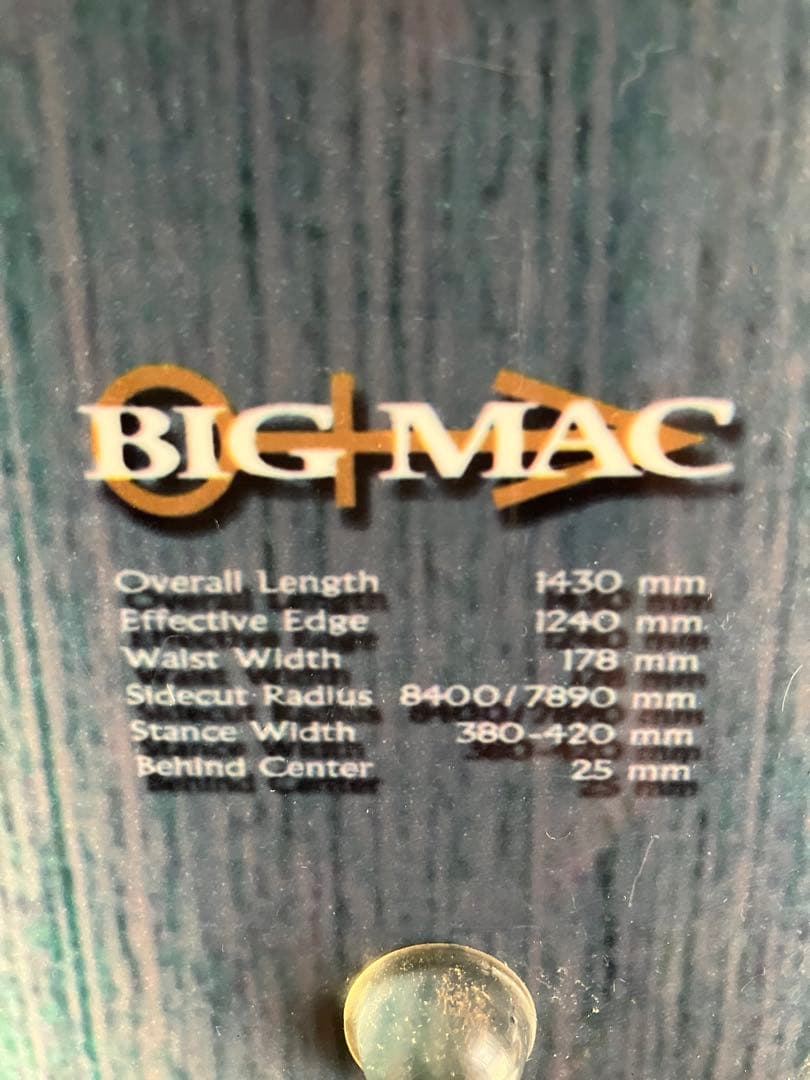 BIG MAC
Overall Length 1430 mm
Effective Edge 1240 mm
Waist Width 178 mm
Sidecut Radius 8400/7890 mm
Stance Width 380-420 mm
Behind Center 25 mm